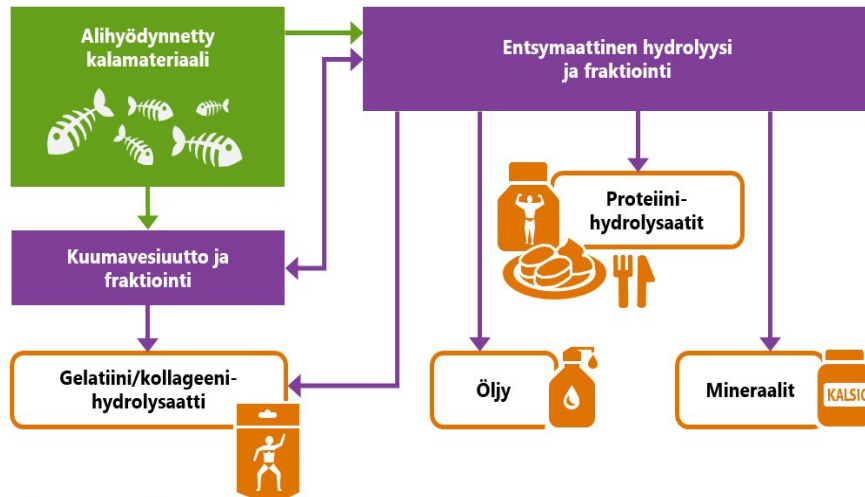 Alihyödynnetty
kalamateriaali
Entsymaattinen hydrolyysi
ja fraktiointi
Proteiini-
hydrolysaatit
Kuumavesiuutto ja
fraktiointi
Gelatiini/kollageeni-
hydrolysaatti
Öljy
Mineraalit